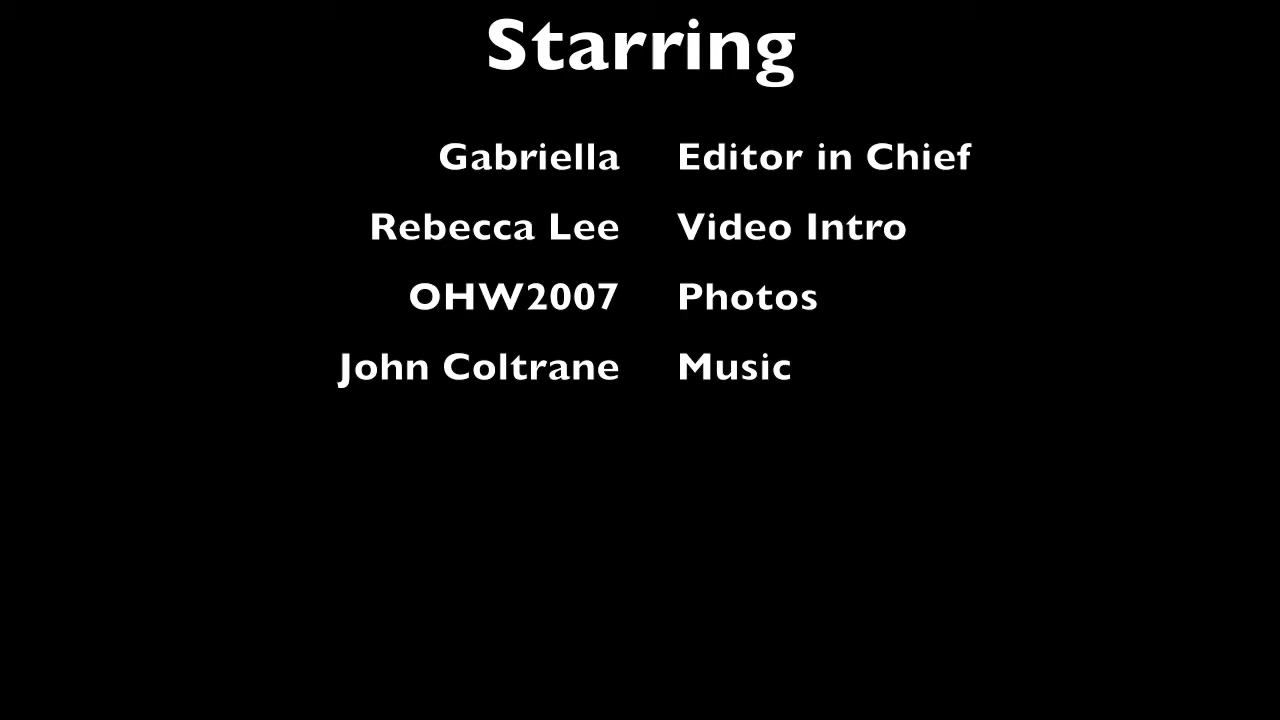 Starring
Gabriella Editor in Chief
Rebecca Lee Video Intro
OHW2007 Photos
John Coltrane Music